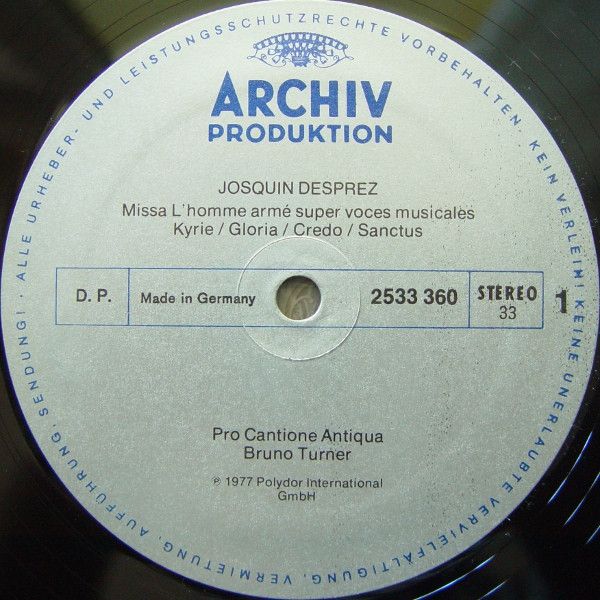 ALLE URHEBER- UND LEISTUNGSSCHUTZRECHTE VORBEHALTEN. KEIN VERLEIH! KEINE UNERLAUBTE VERVIELFÄLTIGUNG, VERMIETUNG, AUFFÜHRUNG, SENDUNG!
ARCHIV
PRODUKTION
JOSQUIN DESPREZ
Missa L'homme armé super voces musicales
Kyrie / Gloria / Credo / Sanctus
D. P. Made in Germany 2533 360 STEREO 33 1
Pro Cantione Antiqua
Bruno Turner
℗ 1977 Polydor International
GmbH